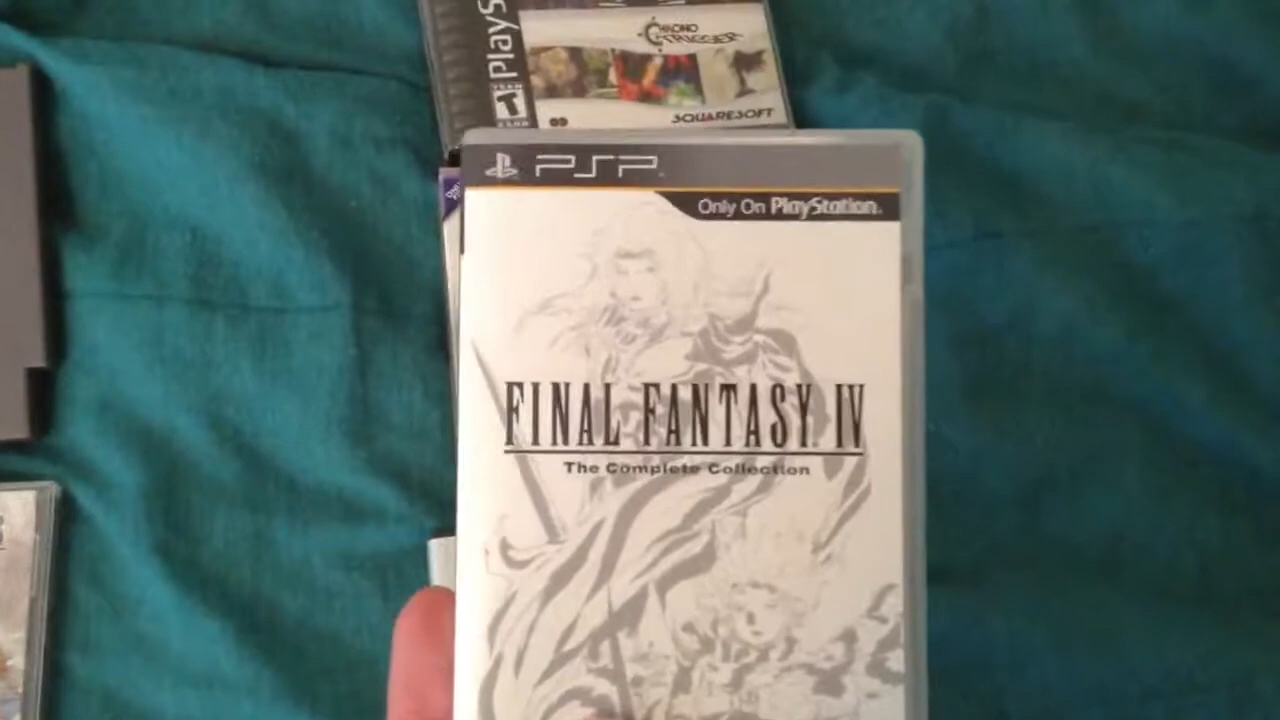 PlayS
CHRONO
TRIGGER
T
SQUARESOFT
PSP
Only On PlayStation
FINAL FANTASY IV
The Complete Collection